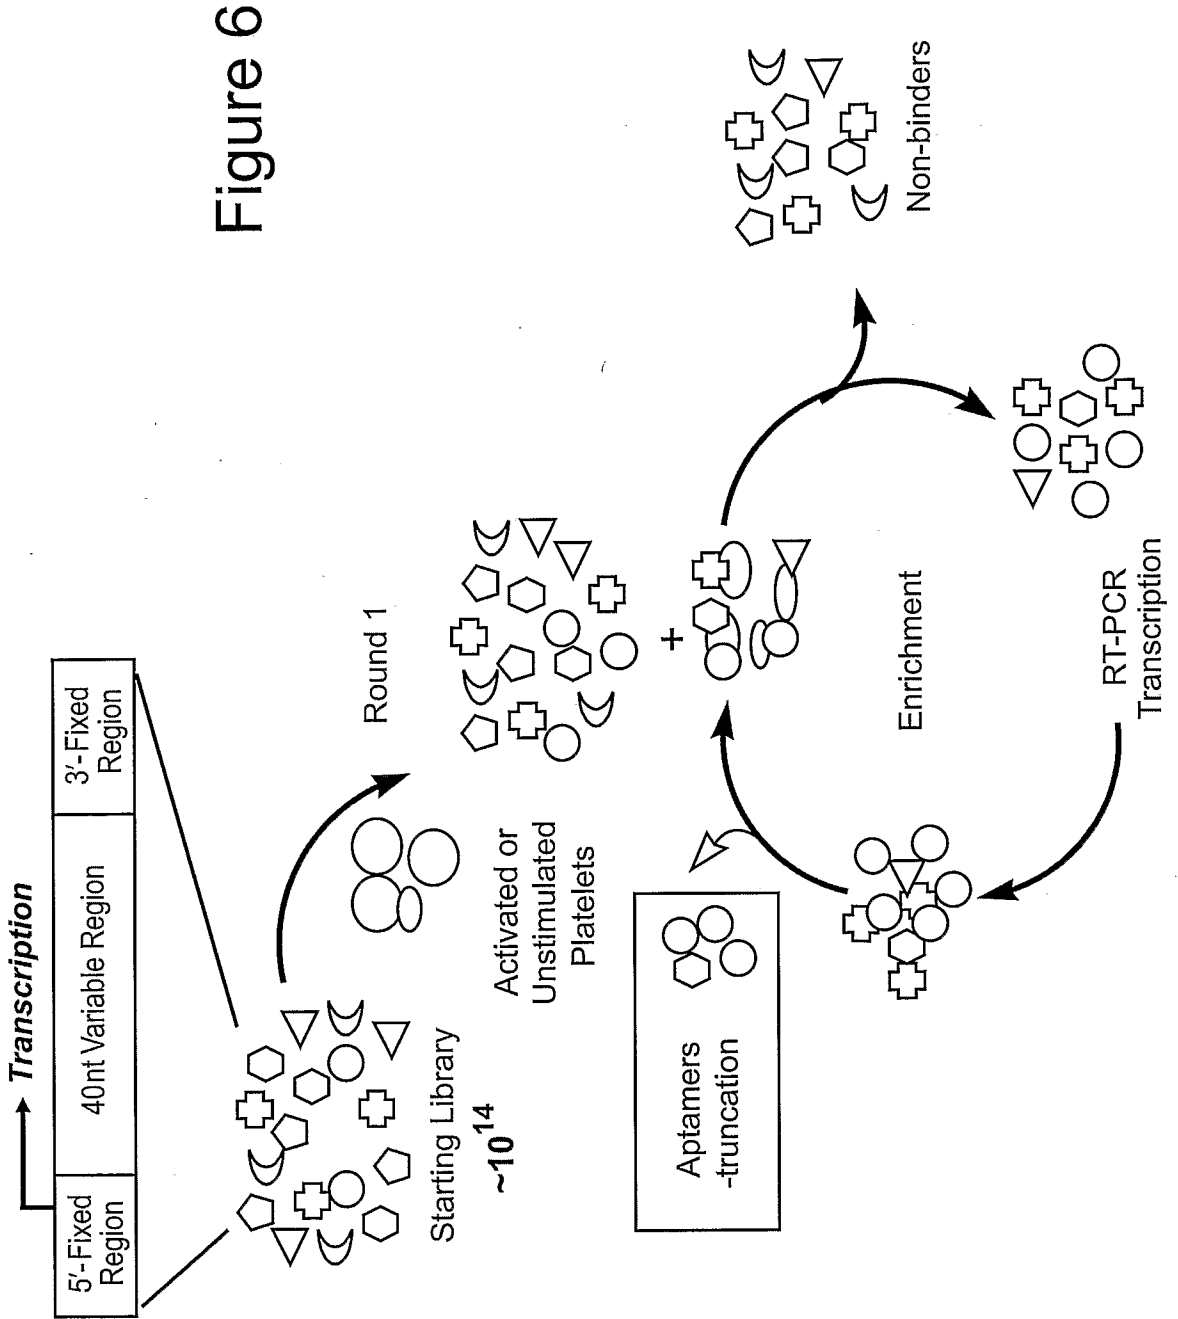 Figure 6
Transcription
5'-Fixed
Region
40nt Variable Region
3'-Fixed
Region
Starting Library
~10^14
Activated or
Unstimulated
Platelets
Round 1
+
Non-binders
Aptamers
-truncation
Enrichment
RT-PCR
Transcription